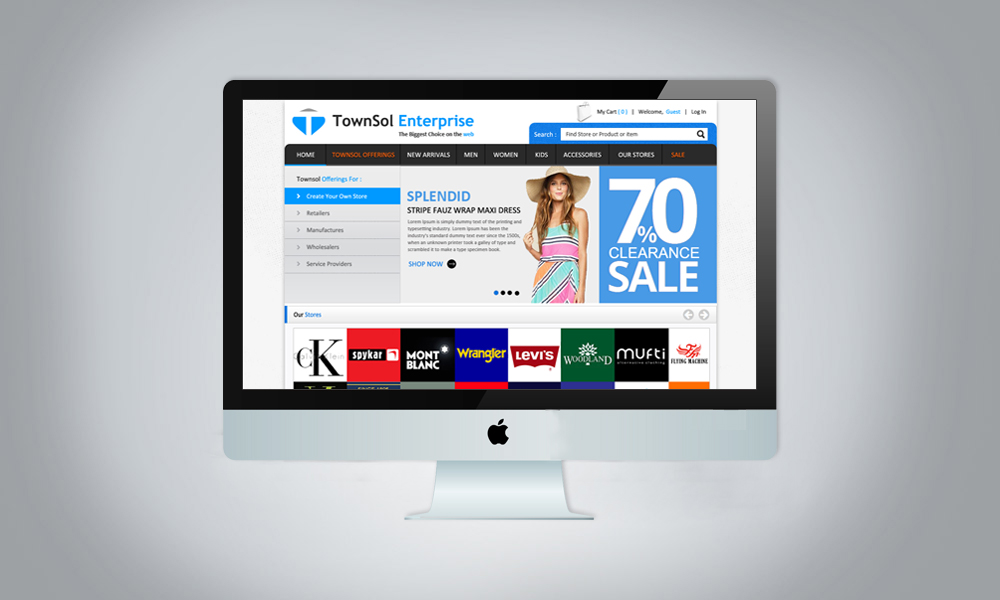 My Cart ( 0 ) | Welcome, Guest | Log In
TownSol Enterprise
The Biggest Choice on the web
Search : Find Store or Product or item
HOME TOWNSOL OFFERINGS NEW ARRIVALS MEN WOMEN KIDS ACCESSORIES OUR STORES SALE
Townsol Offerings For :
Create Your Own Store
Retailers
Manufactures
Wholesalers
Service Providers
SPLENDID
STRIPE FAUZ WRAP MAXI DRESS
Lorem Ipsum is simply dummy text of the printing and
typesetting industry. Lorem Ipsum has been the
industry's standard dummy text ever since the 1500s,
when an unknown printer took a galley of type and
scrambled it to make a type specimen book.
SHOP NOW
70%
CLEARANCE
SALE
Our Stores
CK
spykar
MONT
BLANC
Wrangler
LEVI'S
WOODLAND
mufti
alternative clothing
FLYING MACHINE